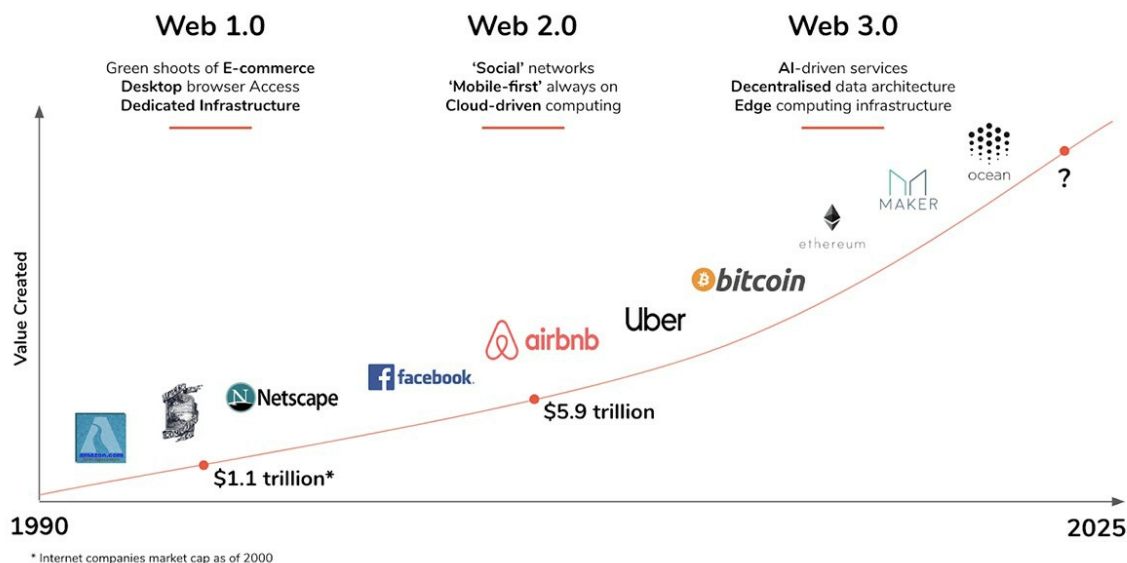 Web 1.0
Green shoots of E-commerce
Desktop browser Access
Dedicated Infrastructure
Web 2.0
'Social' networks
'Mobile-first' always on
Cloud-driven computing
Web 3.0
AI-driven services
Decentralised data architecture
Edge computing infrastructure
Value Created
amazon.com
Netscape
facebook.
airbnb
Uber
bitcoin
ethereum
MAKER
ocean
?
$1.1 trillion*
$5.9 trillion
1990
2025
* Internet companies market cap as of 2000